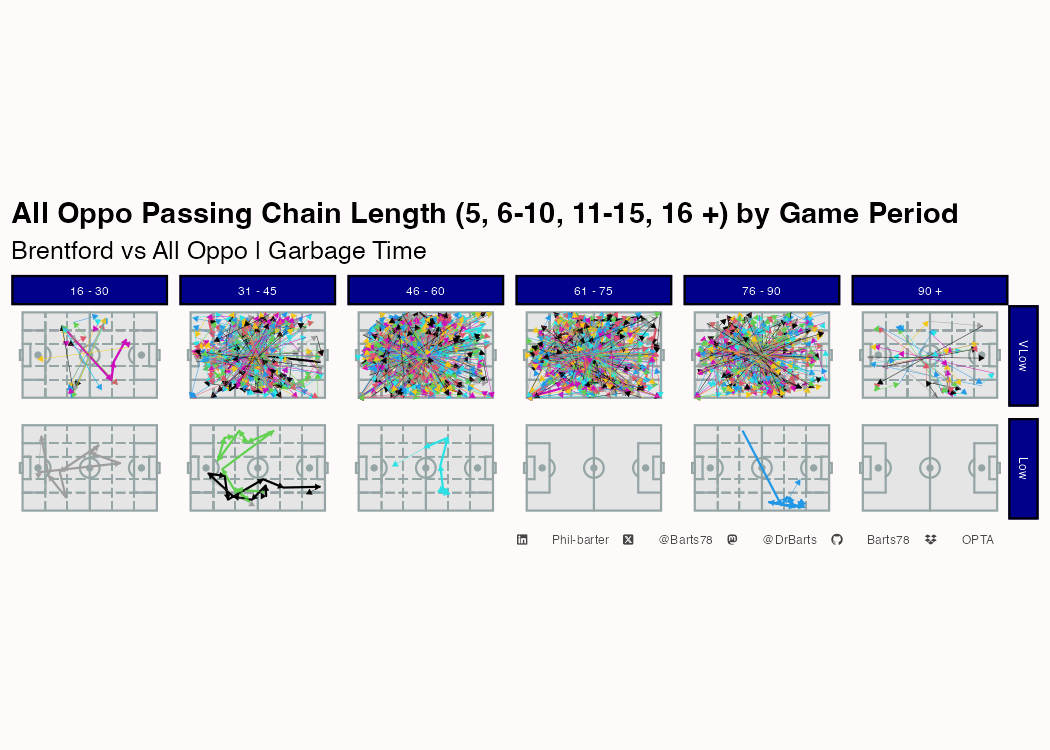 All Oppo Passing Chain Length (5, 6-10, 11-15, 16 +) by Game Period
Brentford vs All Oppo | Garbage Time
16 - 30 31 - 45 46 - 60 61 - 75 76 - 90 90 +
V Low
Low
Phil-barter @Barts78 @DrBarts Barts78 OPTA